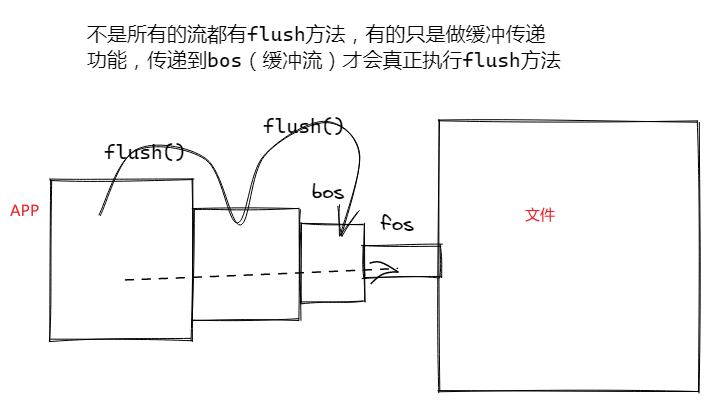 不是所有的流都有flush方法，有的只是做缓冲传递
功能，传递到bos（缓冲流）才会真正执行flush方法
flush()
flush()
bos
APP
fos
文件